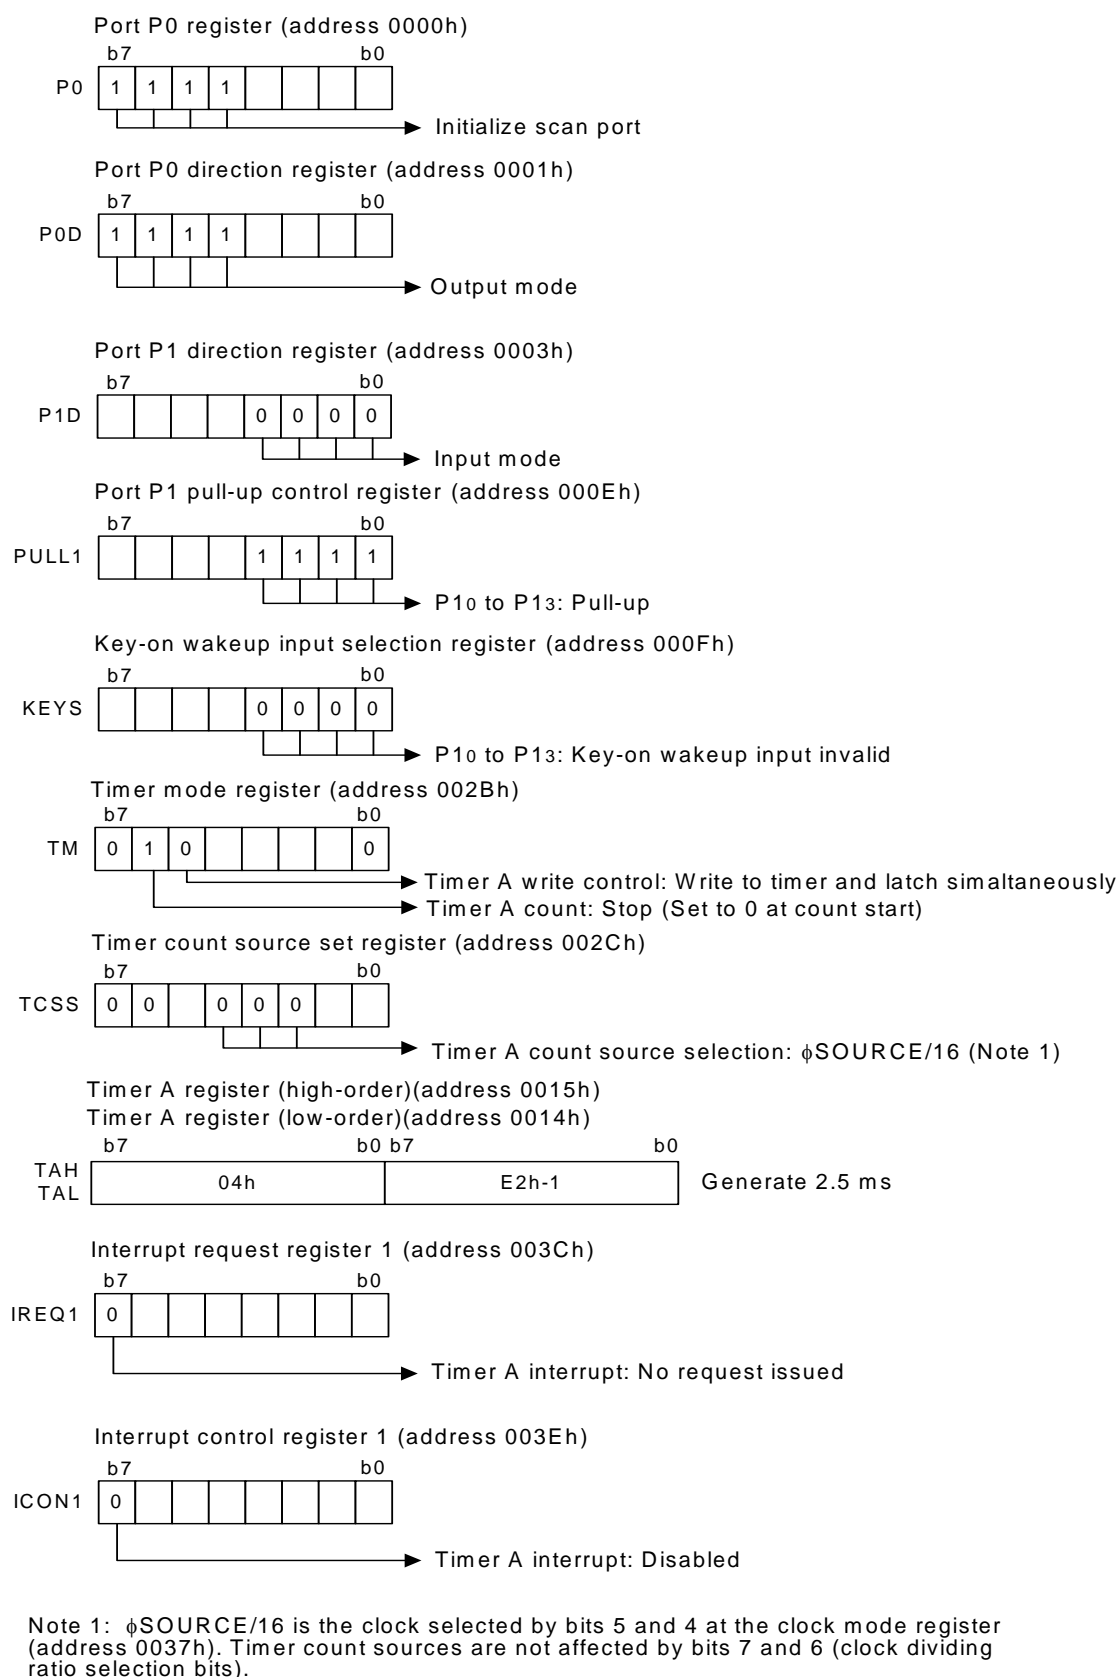 Port P0 register (address 0000h)
b7 b0
P0 1 1 1 1
Initialize scan port
Port P0 direction register (address 0001h)
b7 b0
P0D 1 1 1 1
Output mode
Port P1 direction register (address 0003h)
b7 b0
P1D 0 0 0 0
Input mode
Port P1 pull-up control register (address 000Eh)
b7 b0
PULL1 1 1 1 1
P10 to P13: Pull-up
Key-on wakeup input selection register (address 000Fh)
b7 b0
KEYS 0 0 0 0
P10 to P13: Key-on wakeup input invalid
Timer mode register (address 002Bh)
b7 b0
TM 0 1 0 0
Timer A write control: Write to timer and latch simaltaneously
Timer A count: Stop (Set to 0 at count start)
Timer count source set register (address 002Ch)
b7 b0
TCSS 0 0 0 0 0
Timer A count source selection: ϕSOURCE/16 (Note 1)
Timer A register (high-order)(address 0015h)
Timer A register (low-order)(address 0014h)
b7 b0 b7 b0
TAH
TAL
04h E2h-1 Generate 2.5 ms
Interrupt request register 1 (address 003Ch)
b7 b0
IREQ1 0
Timer A interrupt: No request issued
Interrupt control register 1 (address 003Eh)
b7 b0
ICON1 0
Timer A interrupt: Disabled
Note 1: ϕSOURCE/16 is the clock selected by bits 5 and 4 at the clock mode register
(address 0037h). Timer count sources are not affected by bits 7 and 6 (clock dividing
ratio selection bits).